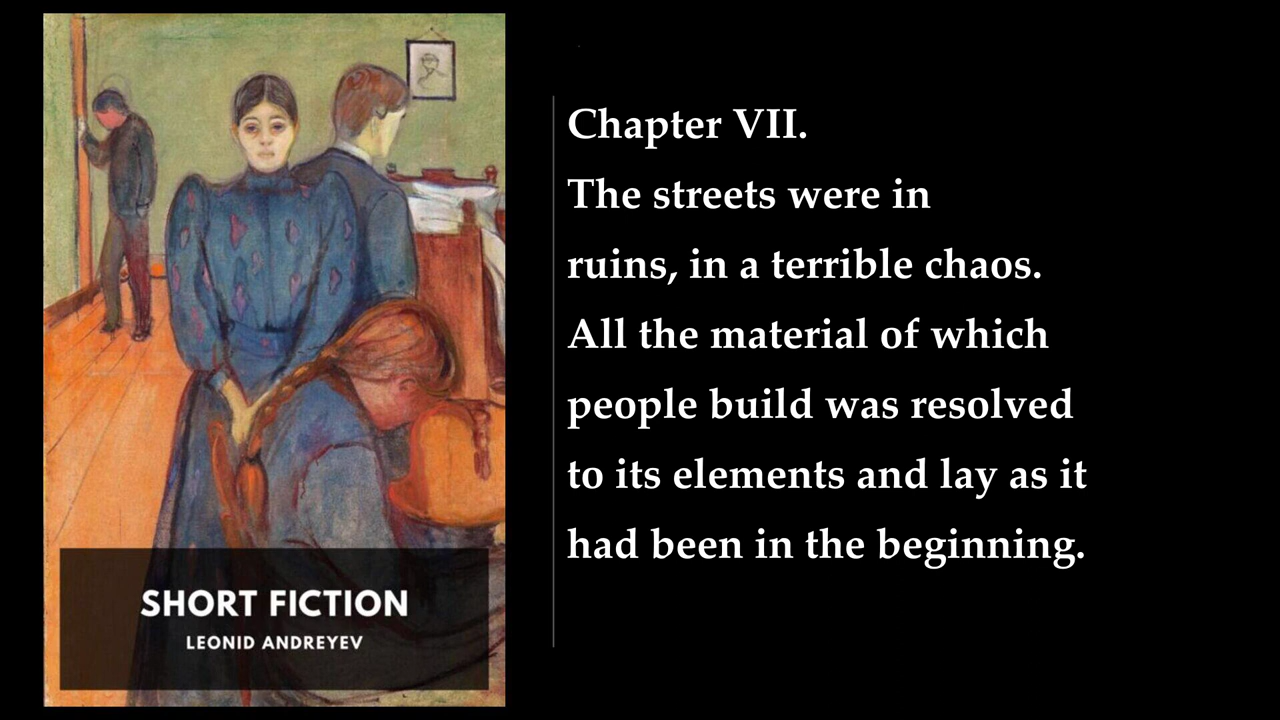 SHORT FICTION
LEONID ANDREYEV
Chapter VII.
The streets were in
ruins, in a terrible chaos.
All the material of which
people build was resolved
to its elements and lay as it
had been in the beginning.